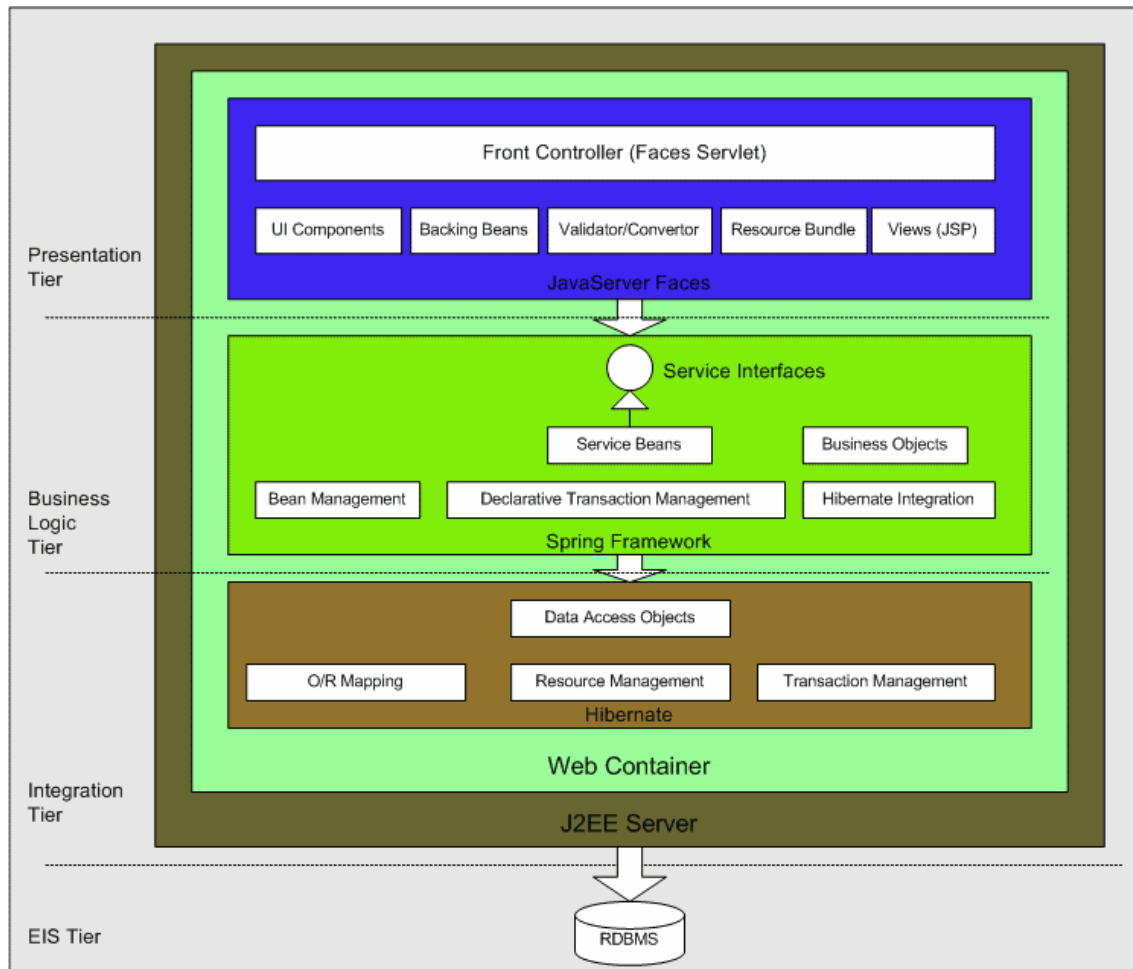 Front Controller (Faces Servlet)
UI Components
Backing Beans
Validator/Convertor
Resource Bundle
Views (JSP)
Presentation
Tier
JavaServer Faces
Service Interfaces
Service Beans
Business Objects
Bean Management
Declarative Transaction Management
Hibernate Integration
Business
Logic
Tier
Spring Framework
Data Access Objects
O/R Mapping
Resource Management
Transaction Management
Hibernate
Web Container
Integration
Tier
J2EE Server
EIS Tier
RDBMS